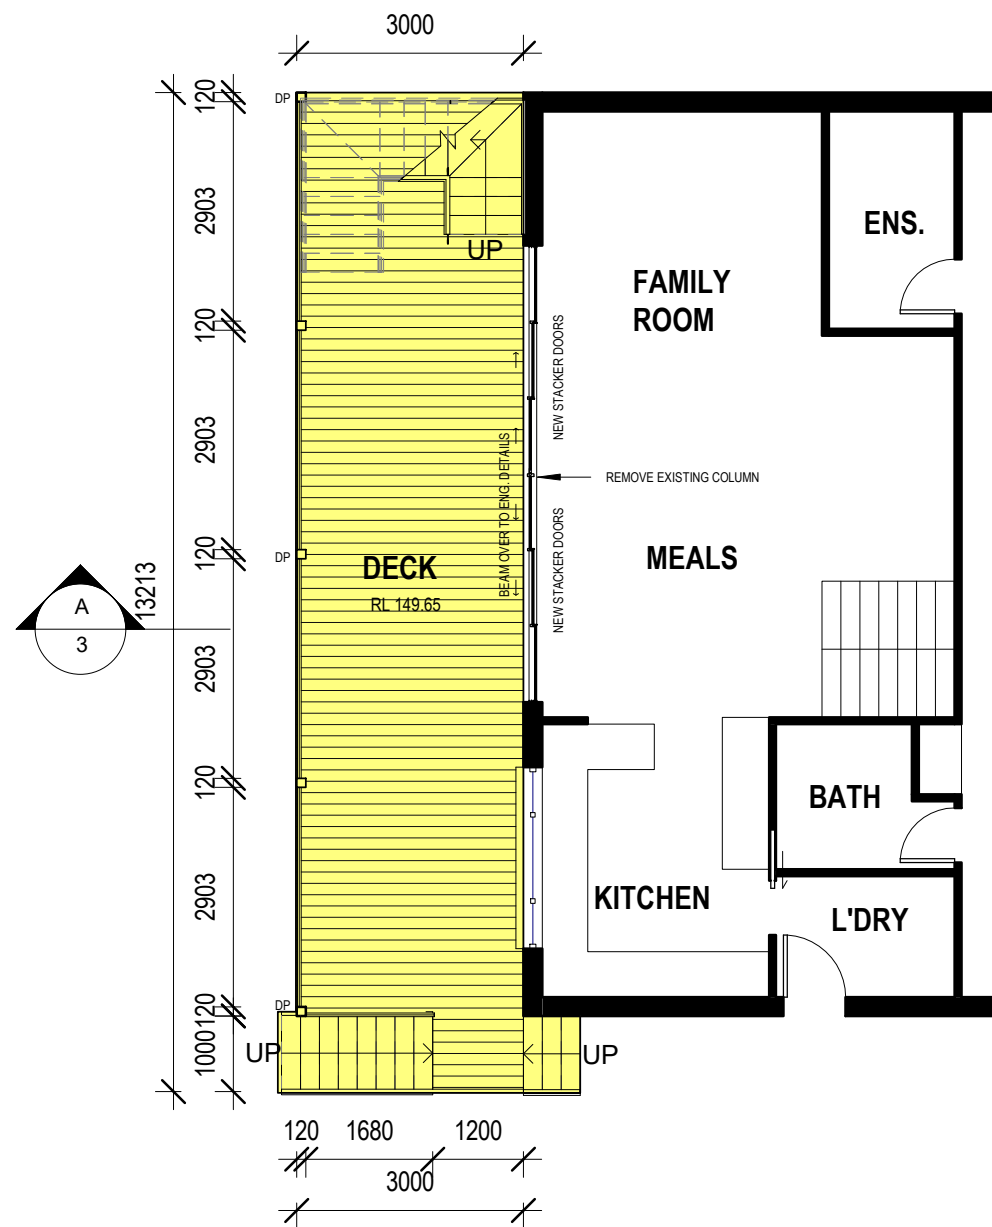 3000
120
DP
2903
UP
ENS.
FAMILY
ROOM
120
NEW STACKER DOORS
2903
BEAM OVER TO ENG. DETAILS
REMOVE EXISTING COLUMN
120
DP
DECK
RL 149.65
MEALS
NEW STACKER DOORS
13213
A
3
2903
120
BATH
2903
KITCHEN
L'DRY
120
DP
1000
UP
UP
120
1680
1200
3000